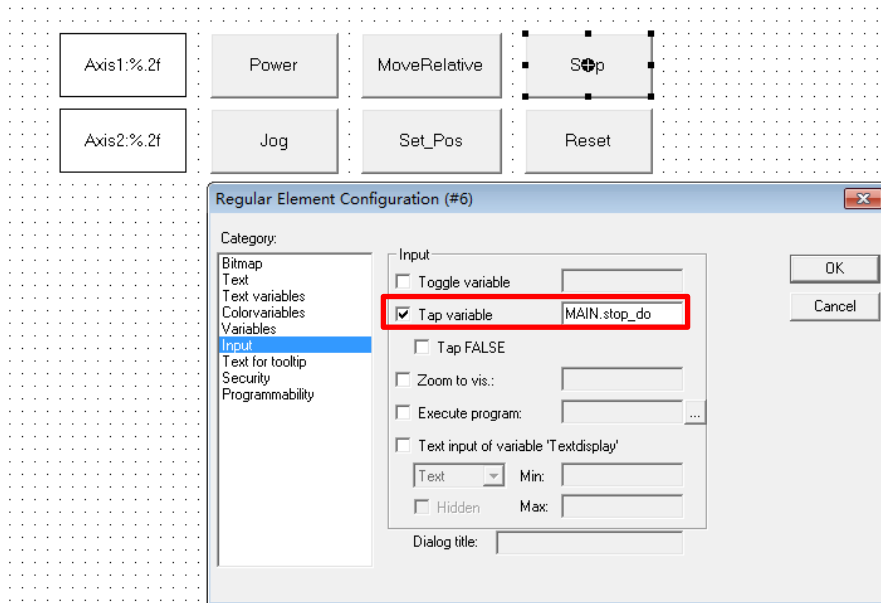 Axis1:%.2f Power MoveRelative Stop
Axis2:%.2f Jog Set_Pos Reset
Regular Element Configuration (#6)
Category:
Bitmap
Text
Text variables
Colorvariables
Variables
Input
Text for tooltip
Security
Programmability
Input
Toggle variable
Tap variable MAIN.stop_do
Tap FALSE
Zoom to vis.:
Execute program: ...
Text input of variable 'Textdisplay'
Text Min:
Hidden Max:
Dialog title:
OK
Cancel